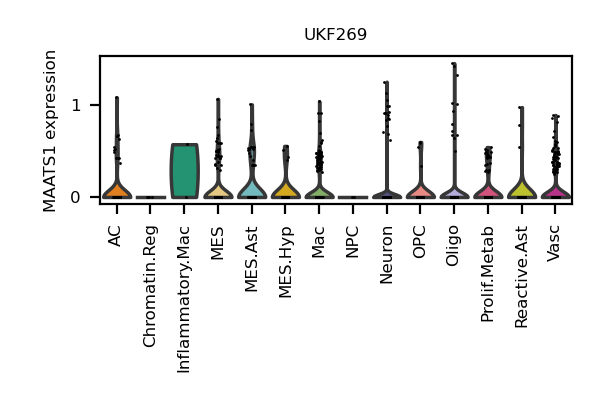 UKF269
MAATS1 expression
1
0
AC
Chromatin.Reg
Inflammatory.Mac
MES
MES.Ast
MES.Hyp
Mac
NPC
Neuron
OPC
Oligo
Prolif.Metab
Reactive.Ast
Vasc